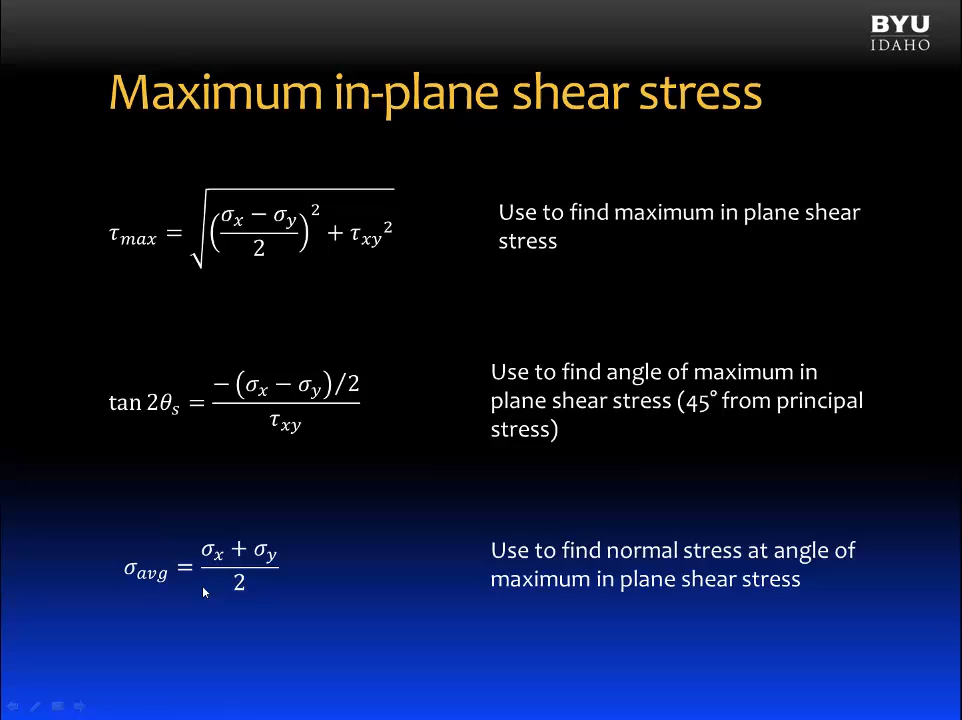 BYU
IDAHO
Maximum in-plane shear stress
τ_max = √((σ_x − σ_y)/2)² + τ_xy²
Use to find maximum in plane shear
stress
tan 2θ_s = −(σ_x − σ_y)/2 / τ_xy
Use to find angle of maximum in
plane shear stress (45° from principal
stress)
σ_avg = (σ_x + σ_y)/2
Use to find normal stress at angle of
maximum in plane shear stress